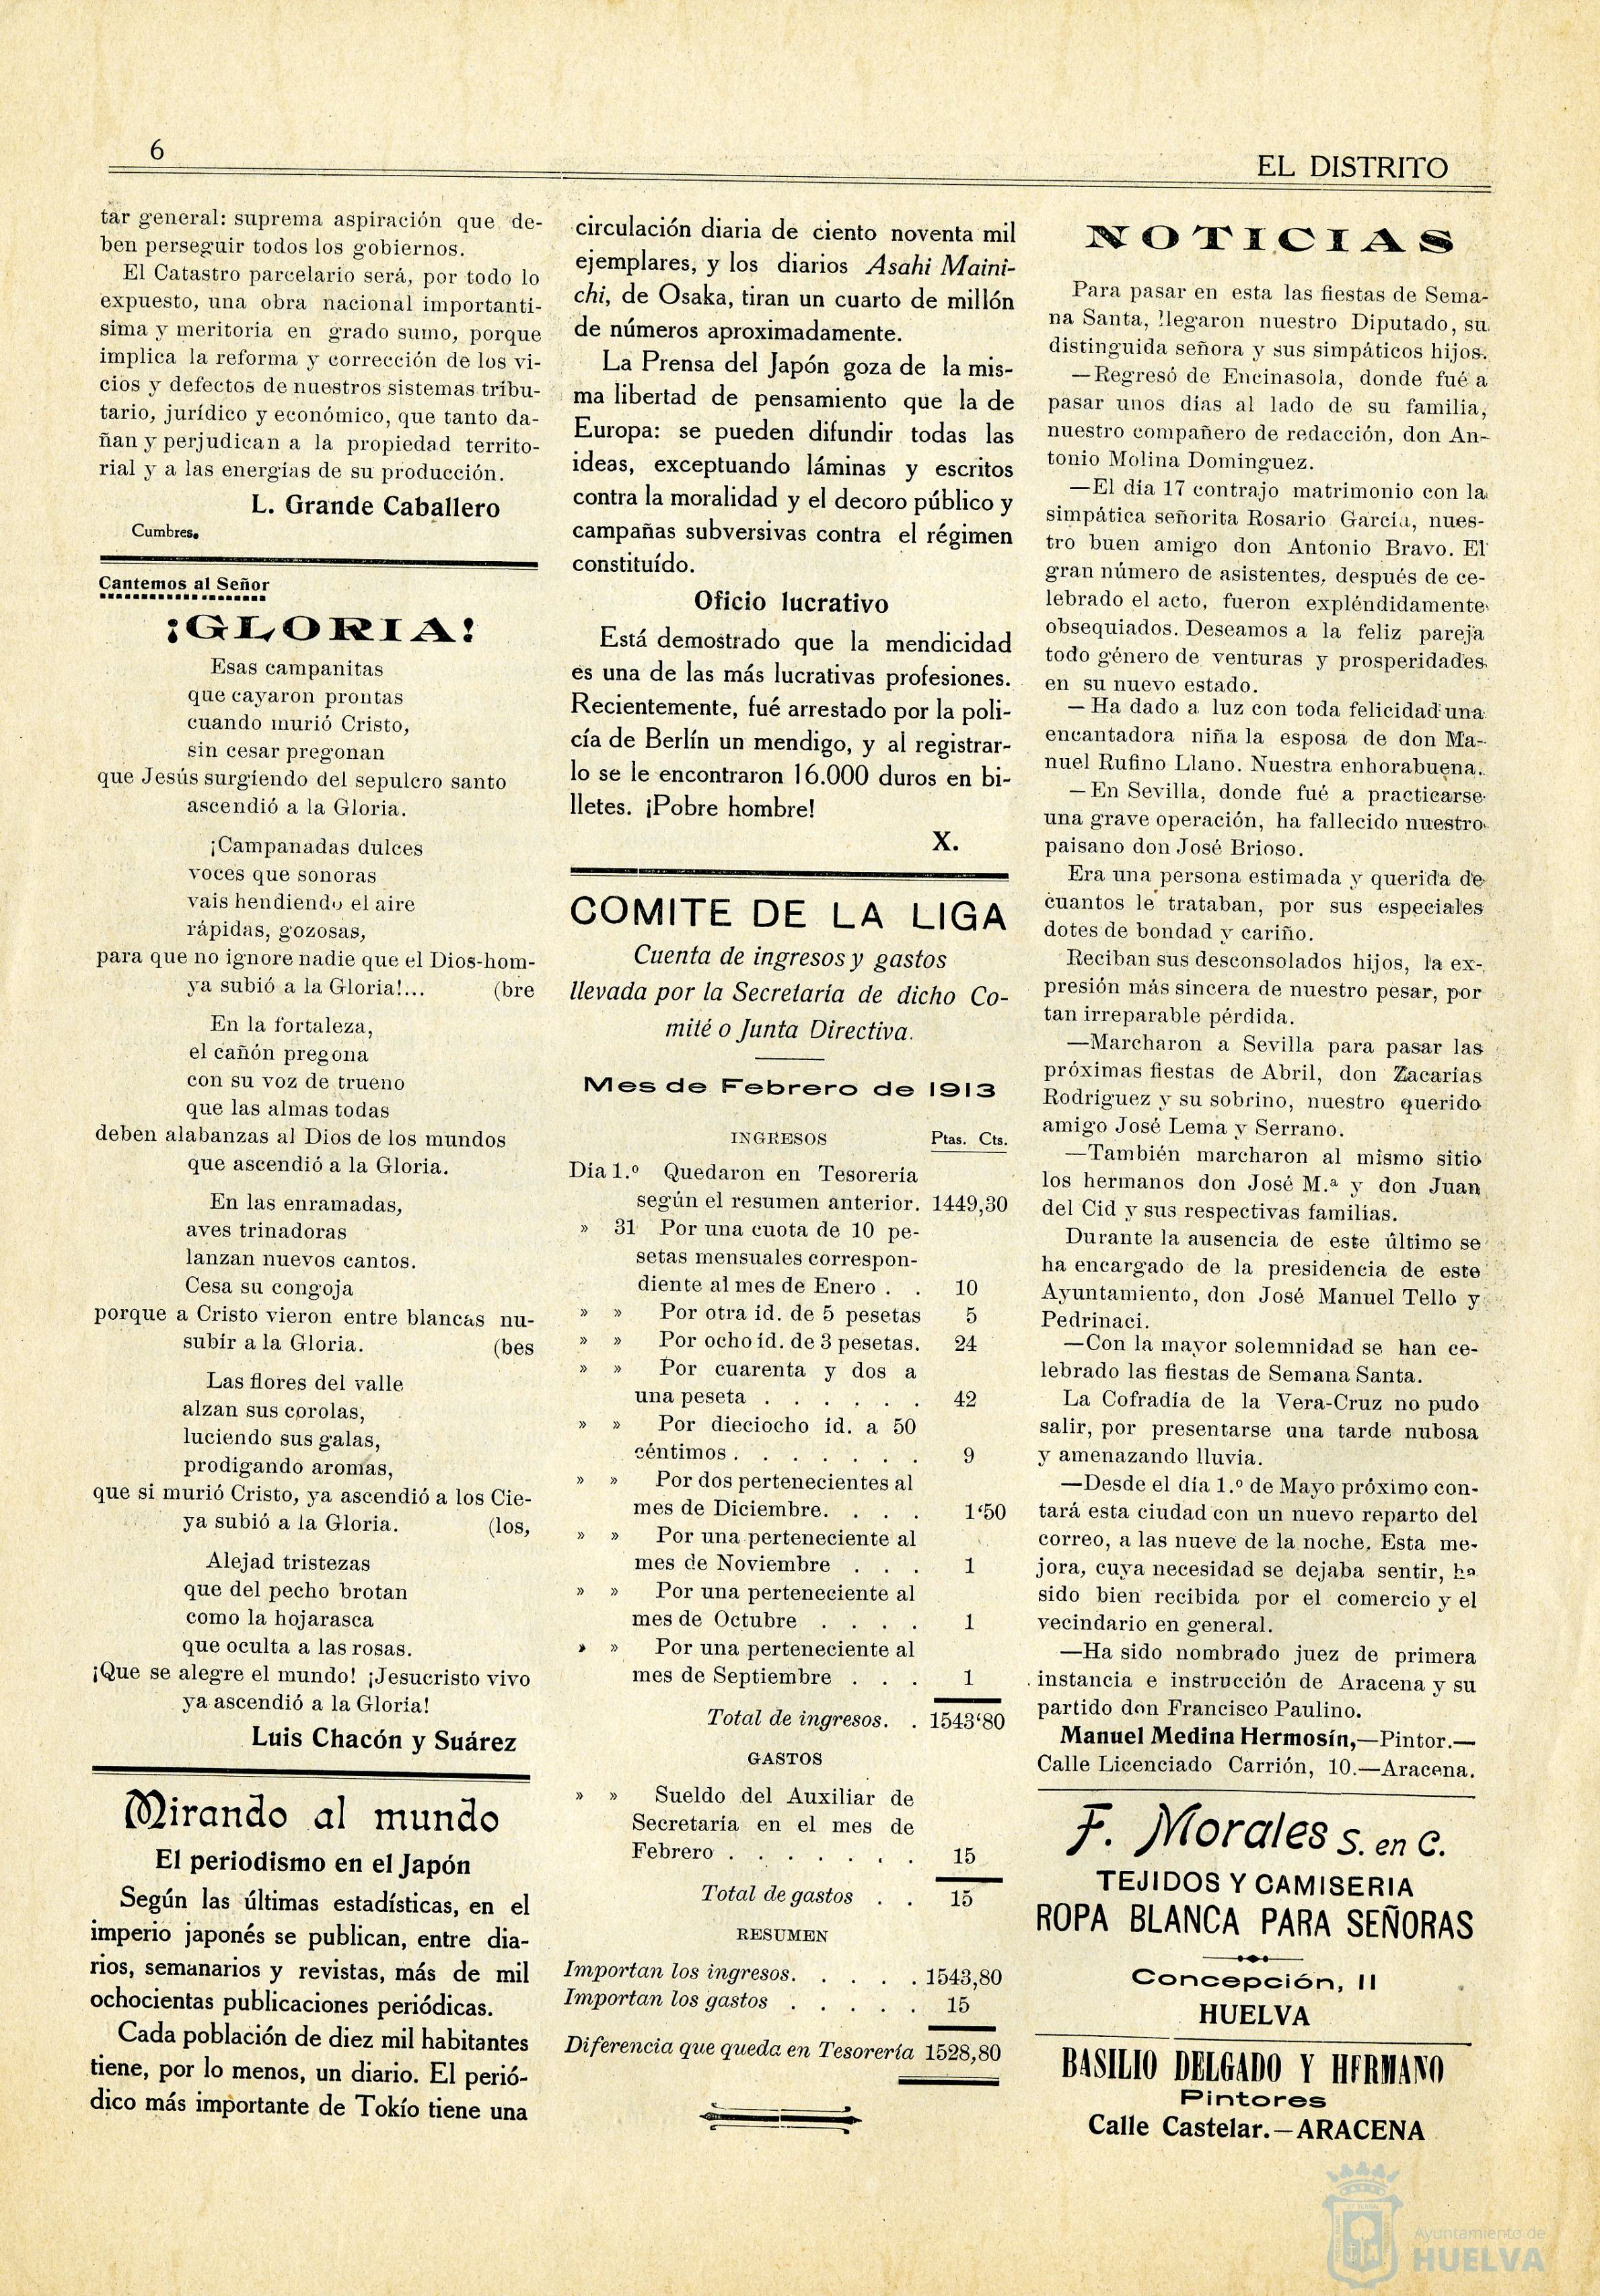 6
EL DISTRITO
tar general: suprema aspiración que de-
ben perseguir todos los gobiernos.
El Catastro parcelario será, por todo lo
expuesto, una obra nacional importanti-
sima y meritoria en grado sumo, porque
implica la reforma y corrección de los vi-
cios y defectos de nuestros sistemas tribu-
tario, jurídico y económico, que tanto da-
ñan y perjudican a la propiedad territo-
rial y a las energías de su producción.
L. Grande Caballero
Cumbres.
Cantemos al Señor
¡GLORIA!
Esas campanitas
que cayaron prontas
cuando murió Cristo,
sin cesar pregonan
que Jesús surgiendo del sepulcro santo
ascendió a la Gloria.
¡Campanadas dulces
voces que sonoras
vais hendiendo el aire
rápidas, gozosas,
para que no ignore nadie que el Dios-hom-
ya subió a la Gloria!... (bre
En la fortaleza,
el cañón pregona
con su voz de trueno
que las almas todas
deben alabanzas al Dios de los mundos
que ascendió a la Gloria.
En las enramadas,
aves trinadoras
lanzan nuevos cantos.
Cesa su congoja
porque a Cristo vieron entre blancas nu-
subir a la Gloria. (bes
Las flores del valle
alzan sus corolas,
luciendo sus galas,
prodigando aromas,
que si murió Cristo, ya ascendió a los Cie-
ya subió a la Gloria. (los,
Alejad tristezas
que del pecho brotan
como la hojarasca
que oculta a las rosas.
¡Que se alegre el mundo! ¡Jesucristo vivo
ya ascendió a la Gloria!
Luis Chacón y Suárez
Mirando al mundo
El periodismo en el Japón
Según las últimas estadísticas, en el
imperio japonés se publican, entre dia-
rios, semanarios y revistas, más de mil
ochocientas publicaciones periódicas.
Cada población de diez mil habitantes
tiene, por lo menos, un diario. El perió-
dico más importante de Tokío tiene una
circulación diaria de ciento noventa mil
ejemplares, y los diarios Asahi Maini-
chi, de Osaka, tiran un cuarto de millón
de números aproximadamente.
La Prensa del Japón goza de la mis-
ma libertad de pensamiento que la de
Europa: se pueden difundir todas las
ideas, exceptuando láminas y escritos
contra la moralidad y el decoro público y
campañas subversivas contra el régimen
constituído.
Oficio lucrativo
Está demostrado que la mendicidad
es una de las más lucrativas profesiones.
Recientemente, fué arrestado por la poli-
cía de Berlín un mendigo, y al registrar-
lo se le encontraron 16.000 duros en bi-
lletes. ¡Pobre hombre!
X.
COMITE DE LA LIGA
Cuenta de ingresos y gastos
llevada por la Secretaría de dicho Co-
mité o Junta Directiva.
Mes de Febrero de 1913
INGRESOS Ptas. Cts.
Dia 1.º Quedaron en Tesorería
según el resumen anterior. 1449,30
» 31 Por una cuota de 10 pe-
setas mensuales correspon-
diente al mes de Enero . . 10
» » Por otra id. de 5 pesetas 5
» » Por ocho id. de 3 pesetas. 24
» » Por cuarenta y dos a
una peseta . . . . . . 42
» » Por dieciocho id. a 50
céntimos . . . . . . . 9
» » Por dos pertenecientes al
mes de Diciembre. . . . 1'50
» » Por una perteneciente al
mes de Noviembre . . . 1
» » Por una perteneciente al
mes de Octubre . . . . 1
» » Por una perteneciente al
mes de Septiembre . . . 1
Total de ingresos. . 1543'80
GASTOS
» » Sueldo del Auxiliar de
Secretaria en el mes de
Febrero . . . . . . . 15
Total de gastos . . 15
RESUMEN
Importan los ingresos. . . . . 1543,80
Importan los gastos . . . . . 15
Diferencia que queda en Tesorería 1528,80
NOTICIAS
Para pasar en esta las fiestas de Sema-
na Santa, llegaron nuestro Diputado, su
distinguida señora y sus simpáticos hijos.
—Regresó de Encinasola, donde fué a
pasar unos dias al lado de su familia,
nuestro compañero de redacción, don An-
tonio Molina Dominguez.
—El dia 17 contrajo matrimonio con la
simpática señorita Rosario García, nues-
tro buen amigo don Antonio Bravo. El
gran número de asistentes, después de ce-
lebrado el acto, fueron expléndidamente
obsequiados. Deseamos a la feliz pareja
todo género de venturas y prosperidades
en su nuevo estado.
—Ha dado a luz con toda felicidad una
encantadora niña la esposa de don Ma-
nuel Rufino Llano. Nuestra enhorabuena.
—En Sevilla, donde fué a practicarse
una grave operación, ha fallecido nuestro
paisano don José Brioso.
Era una persona estimada y querida de
cuantos le trataban, por sus especiales
dotes de bondad y cariño.
Reciban sus desconsolados hijos, la ex-
presión más sincera de nuestro pesar, por
tan irreparable pérdida.
—Marcharon a Sevilla para pasar las
próximas fiestas de Abril, don Zacarias
Rodriguez y su sobrino, nuestro querido
amigo José Lema y Serrano.
—También marcharon al mismo sitio
los hermanos don José M.ª y don Juan
del Cid y sus respectivas familias.
Durante la ausencia de este último se
ha encargado de la presidencia de este
Ayuntamiento, don José Manuel Tello y
Pedrinaci.
—Con la mayor solemnidad se han ce-
lebrado las fiestas de Semana Santa.
La Cofradía de la Vera-Cruz no pudo
salir, por presentarse una tarde nubosa
y amenazando lluvia.
—Desde el dia 1.º de Mayo próximo con-
tará esta ciudad con un nuevo reparto del
correo, a las nueve de la noche. Esta me-
jora, cuya necesidad se dejaba sentir, ha
sido bien recibida por el comercio y el
vecindario en general.
—Ha sido nombrado juez de primera
instancia e instrucción de Aracena y su
partido don Francisco Paulino.
Manuel Medina Hermosín,—Pintor.—
Calle Licenciado Carrión, 10.—Aracena.
F. Morales S. en C.
TEJIDOS Y CAMISERIA
ROPA BLANCA PARA SEÑORAS
Concepción, 11
HUELVA
BASILIO DELGADO Y HERMANO
Pintores
Calle Castelar.—ARACENA
Ayuntamiento de
HUELVA